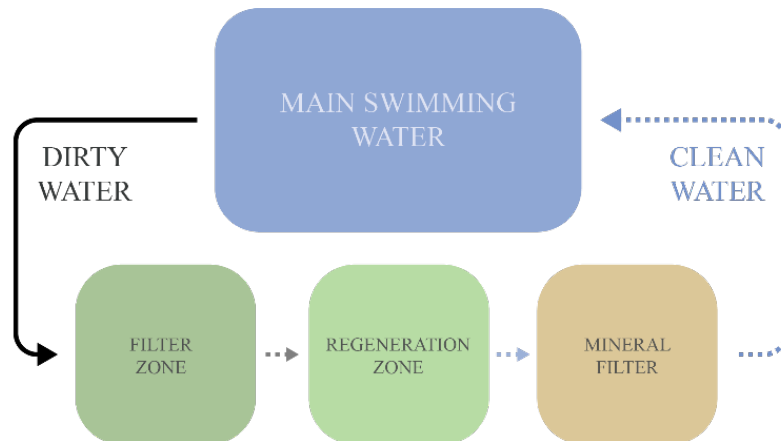 MAIN SWIMMING
WATER
DIRTY
WATER
CLEAN
WATER
FILTER
ZONE
REGENERATION
ZONE
MINERAL
FILTER